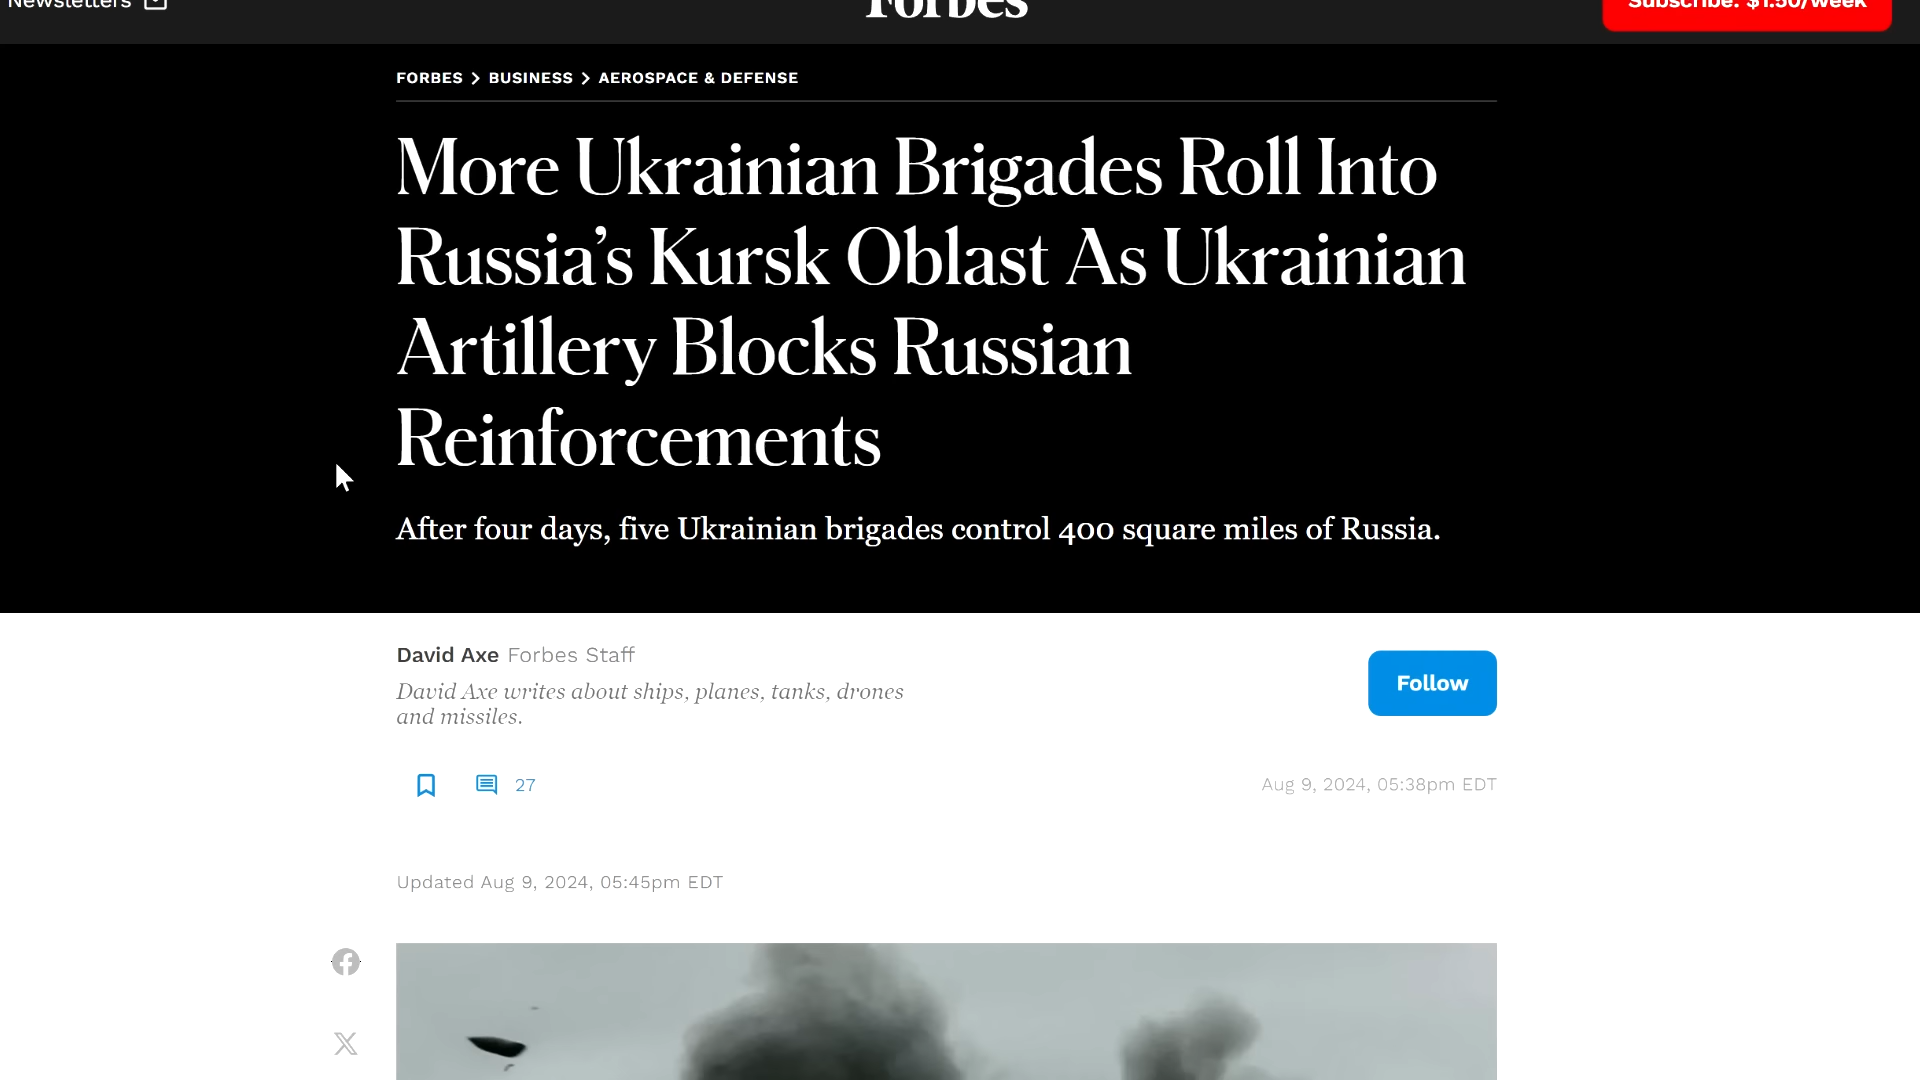 Newsletters
Forbes
Subscribe: $1.50/week
FORBES > BUSINESS > AEROSPACE & DEFENSE
More Ukrainian Brigades Roll Into
Russia’s Kursk Oblast As Ukrainian
Artillery Blocks Russian
Reinforcements
After four days, five Ukrainian brigades control 400 square miles of Russia.
David Axe Forbes Staff
David Axe writes about ships, planes, tanks, drones
and missiles.
Follow
27
Aug 9, 2024, 05:38pm EDT
Updated Aug 9, 2024, 05:45pm EDT